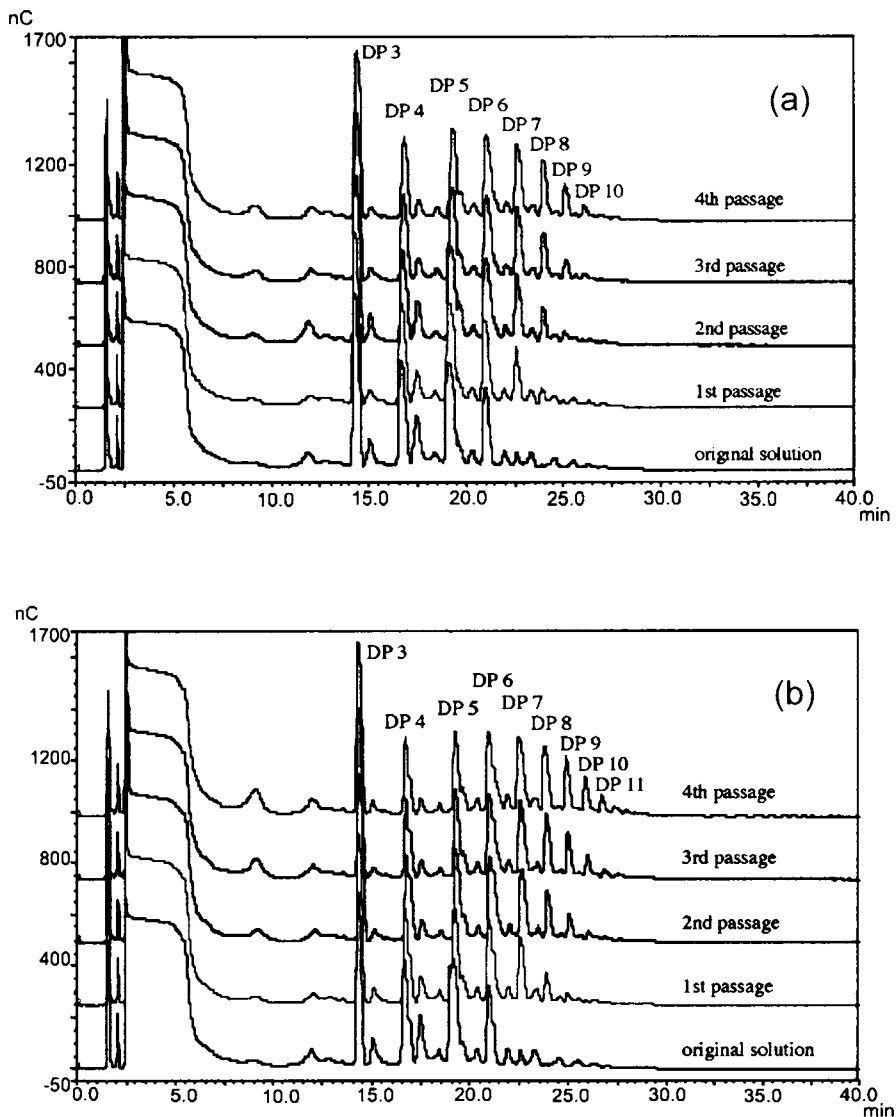 nC
1700
DP 3
DP 5
(a)
DP 4
DP 6
DP 7
DP 8
1200
DP 9
DP 10
4th passage
800
3rd passage
2nd passage
400
1st passage
original solution
-50
0.0 5.0 10.0 15.0 20.0 25.0 30.0 35.0 40.0
min
nC
1700
DP 3
DP 6
(b)
DP 4 DP 5 DP 7
DP 8
1200
DP 9
DP 10
DP 11
4th passage
800
3rd passage
2nd passage
400
1st passage
original solution
-50
0.0 5.0 10.0 15.0 20.0 25.0 30.0 35.0 40.0
min